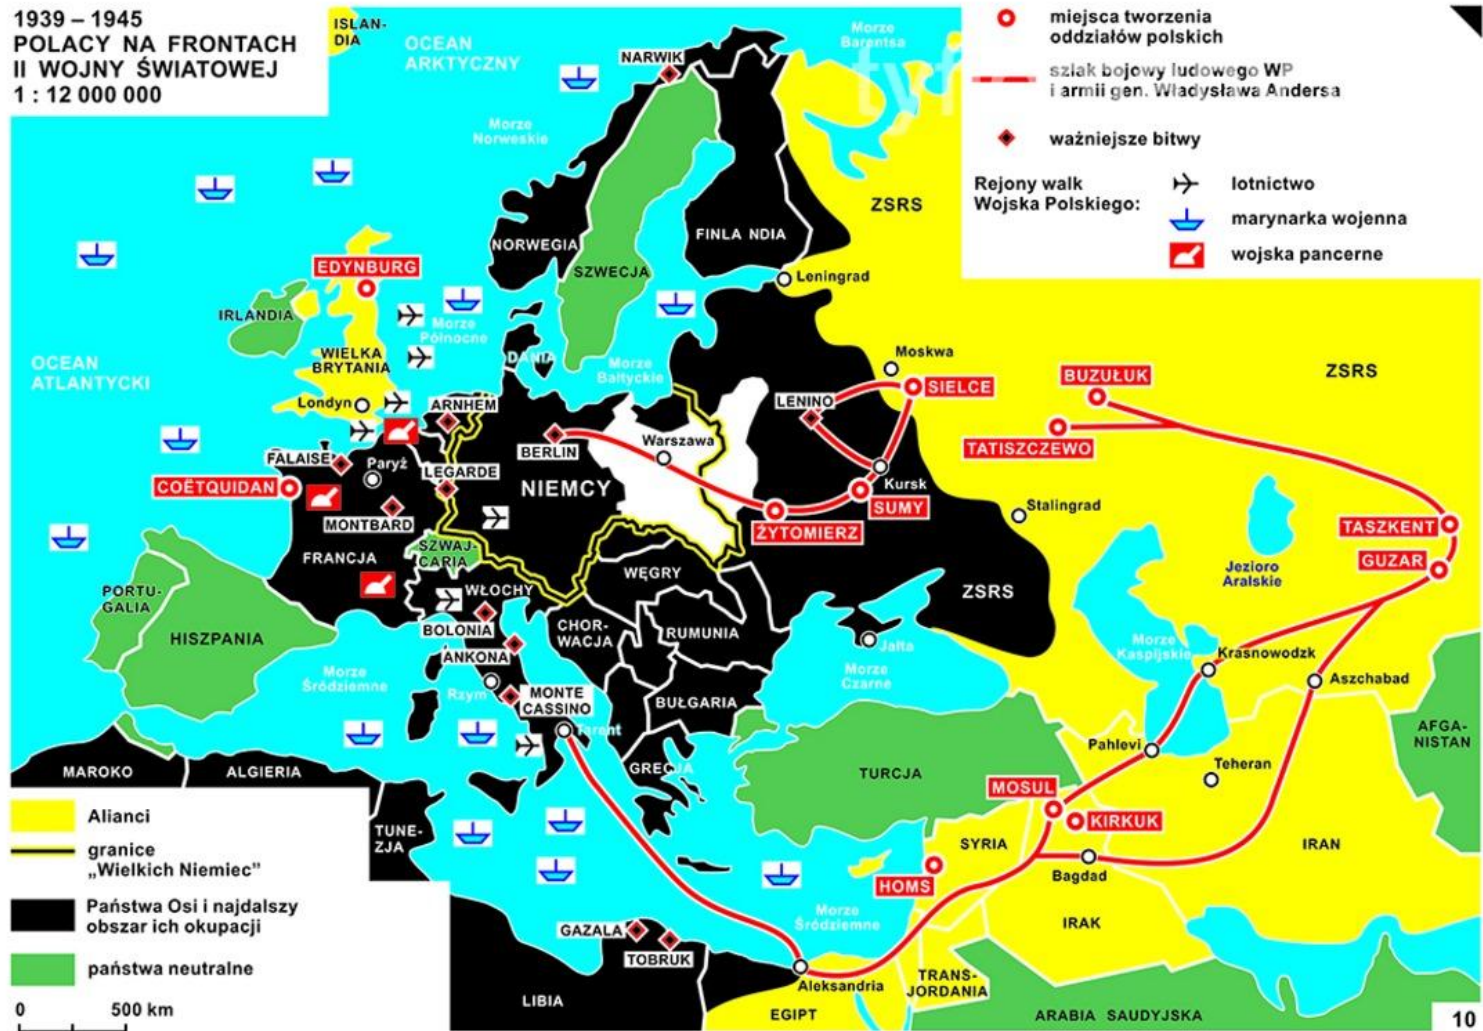 1939 – 1945
POLACY NA FRONTACH
II WOJNY ŚWIATOWEJ
1 : 12 000 000
miejsca tworzenia
oddziałów polskich
szlak bojowy ludowego WP
i armii gen. Władysława Andersa
ważniejsze bitwy
Rejony walk
Wojska Polskiego:
lotnictwo
marynarka wojenna
wojska pancerne
ISLAN-
DIA
OCEAN
ARKTYCZNY
NARWIK
Morze
Barentsa
tyf
Morze
Norweskie
ZSRS
NORWEGIA
FINLA NDIA
SZWECJA
Leningrad
EDYNBURG
IRLANDIA
Morze
Północne
WIELKA
BRYTANIA
DANIA
Morze
Bałtyckie
OCEAN
ATLANTYCKI
Londyn
ARNHEM
Moskwa
SIELCE
LENINO
BUZUŁUK
ZSRS
TATISZCZEWO
BERLIN
Warszawa
FALAISE
Paryż
LEGARDE
NIEMCY
Kursk
COËTQUIDAN
MONTBARD
SUMY
ŻYTOMIERZ
Stalingrad
TASZKENT
GUZAR
FRANCJA
SZWAJ-
CARIA
WĘGRY
Jezioro
Aralskie
PORTU-
GALIA
HISZPANIA
WŁOCHY
BOLONIA
CHOR-
WACJA
RUMUNIA
ZSRS
ANKONA
Jałta
Morze
Kaspijskie
Krasnowodzk
Morze
Śródziemne
Rzym
MONTE
CASSINO
Morze
Czarne
Aszchabad
BUŁGARIA
Tarent
Pahlevi
Teheran
AFGA-
NISTAN
MAROKO
ALGIERIA
GRECJA
TURCJA
MOSUL
KIRKUK
TUNE-
ZJA
SYRIA
IRAN
HOMS
Bagdad
Morze
Śródziemne
IRAK
GAZALA
TOBRUK
Aleksandria
TRANS-
JORDANIA
LIBIA
EGIPT
ARABIA SAUDYJSKA
Alianci
granice
„Wielkich Niemiec”
Państwa Osi i najdalszy
obszar ich okupacji
państwa neutralne
0 500 km
10